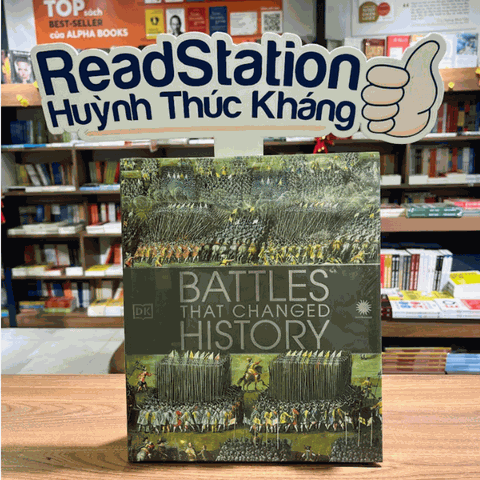 TOP sách
BEST-SELLER
của ALPHA BOOKS
ReadStation
Huỳnh Thúc Kháng
DK
BATTLES
THAT CHANGED
HISTORY